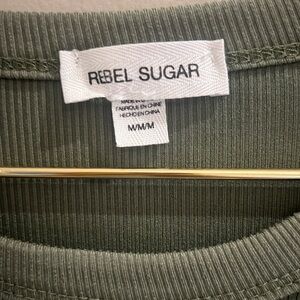 REBEL SUGAR
MADE IN
FABRIQUÉ EN CHINE
HECHO EN CHINA
M/M/M